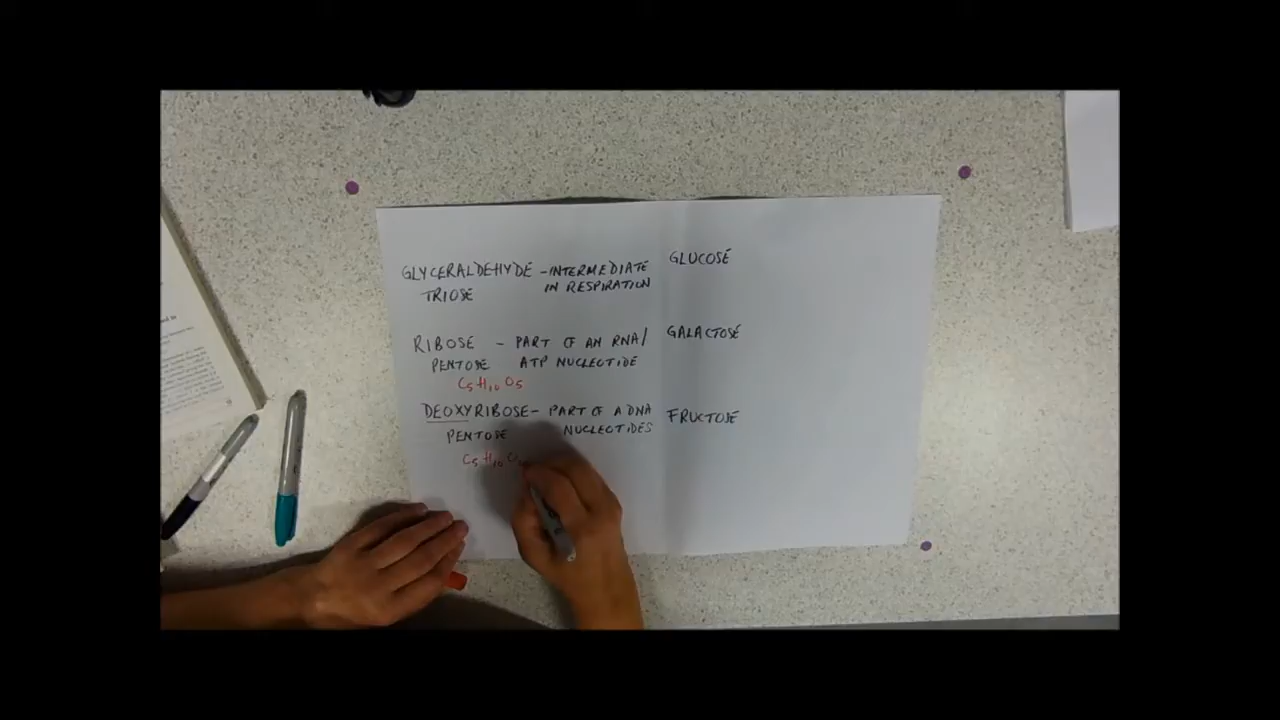 GLYCERALDEHYDE - INTERMEDIATE
TRIOSE IN RESPIRATION
RIBOSE - PART OF AN RNA/
PENTOSE ATP NUCLEOTIDE
C5H10O5
DEOXYRIBOSE - PART OF A DNA
PENTOSE NUCLEOTIDES
C5H10O
GLUCOSE
GALACTOSE
FRUCTOSE